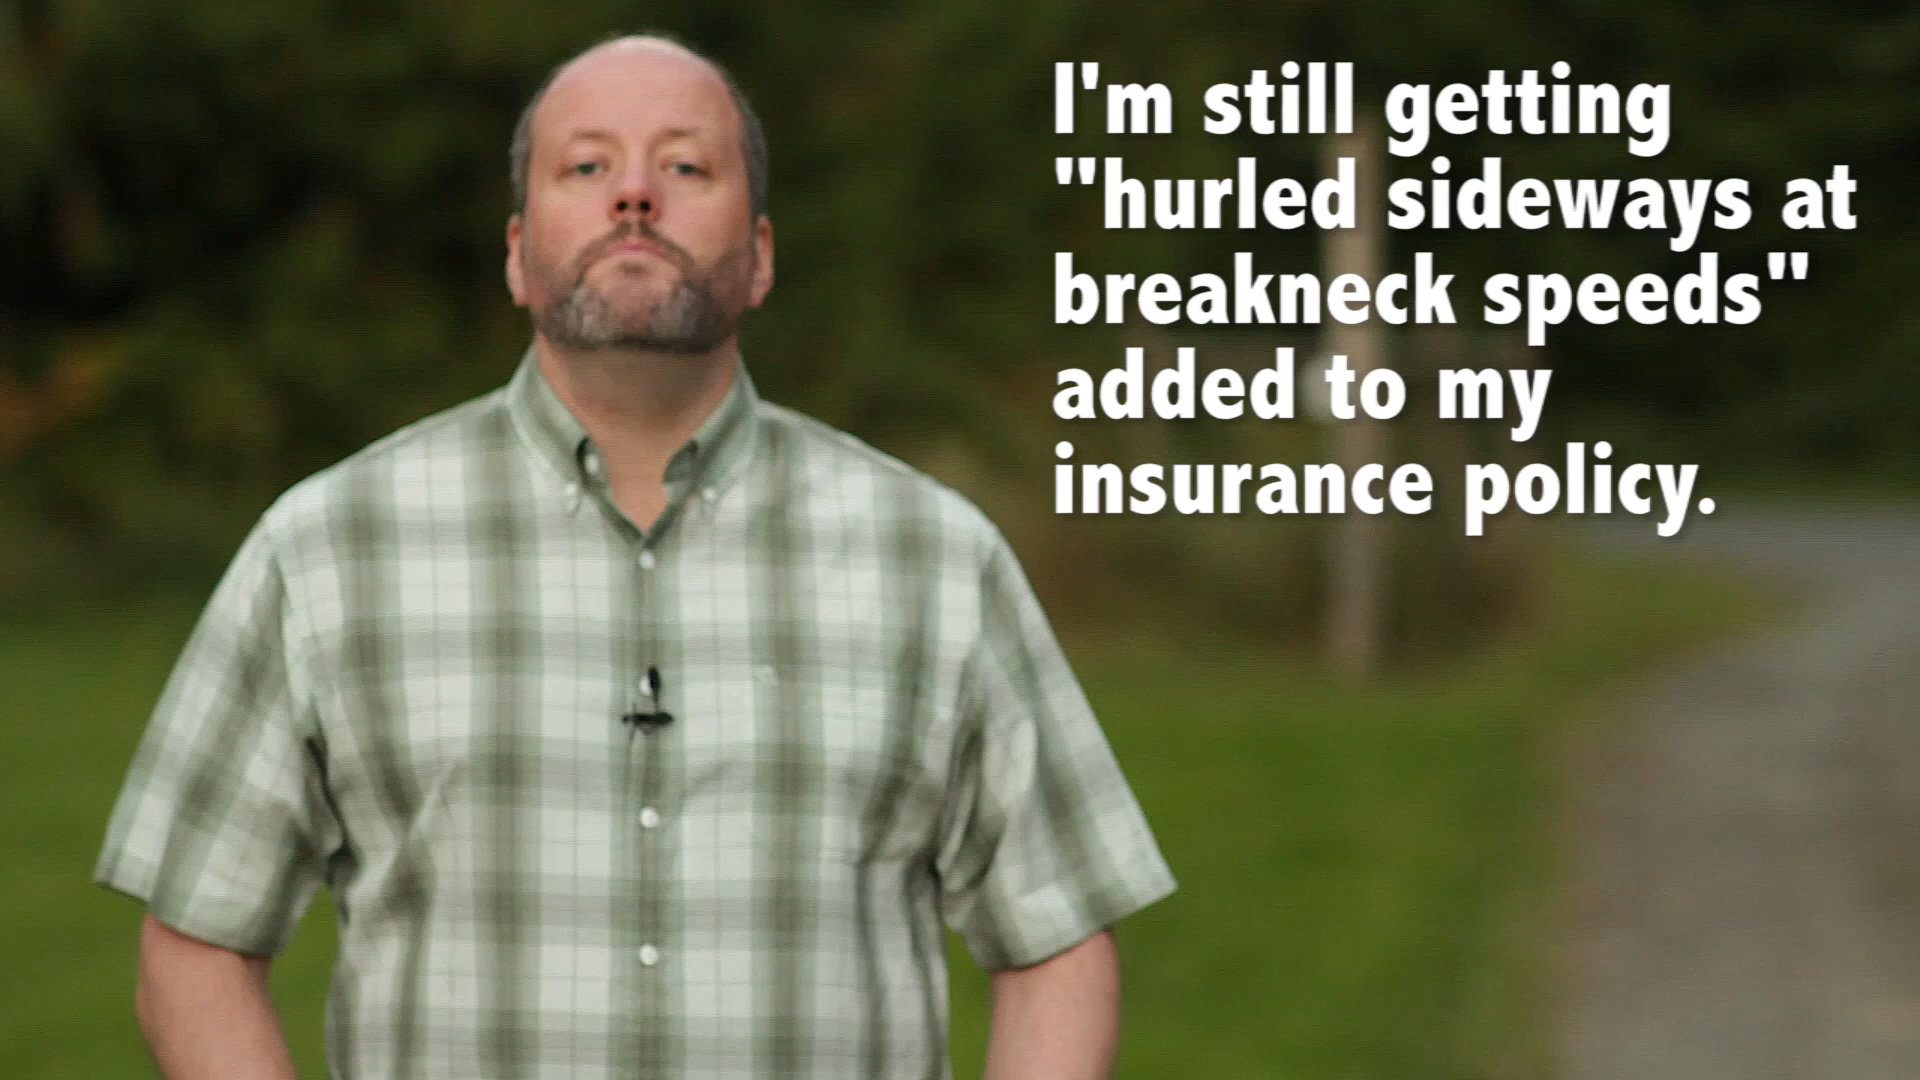 I'm still getting
"hurled sideways at
breakneck speeds"
added to my
insurance policy.